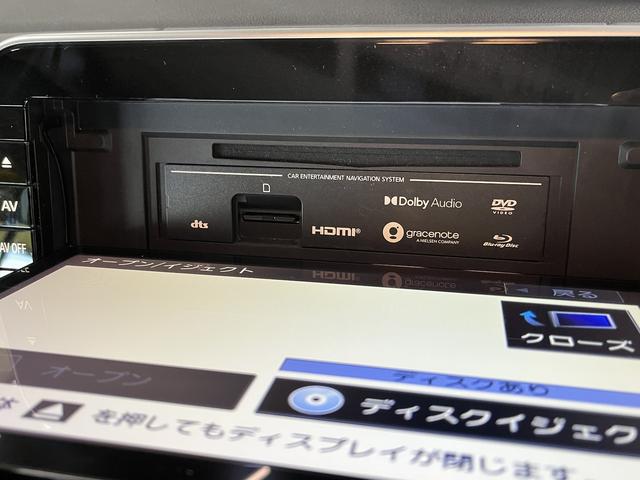 CAR ENTERTAINMENT NAVIGATION SYSTEM
Dolby Audio
DVD
VIDEO
dts
HDMI®
gracenote
A NIELSEN COMPANY
Blu-ray Disc
AV
AV OFF
オープン/イジェクト
戻る
クローズ
オープン
ディスクあり
ディスクイジェク
を押してもディスプレイが閉じます。